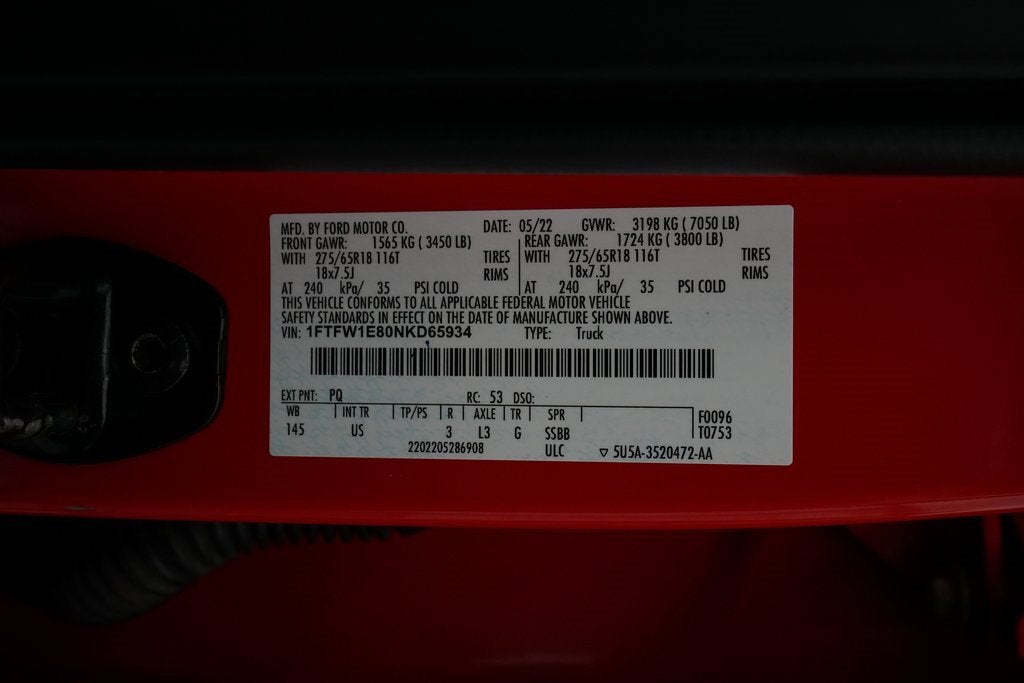 MFD. BY FORD MOTOR CO. DATE: 05/22 GVWR: 3198 KG ( 7050 LB)
FRONT GAWR: 1565 KG ( 3450 LB) REAR GAWR: 1724 KG ( 3800 LB)
WITH 275/65R18 116T TIRES WITH 275/65R18 116T TIRES
18x7.5J RIMS 18x7.5J RIMS
AT 240 kPa/ 35 PSI COLD AT 240 kPa/ 35 PSI COLD
THIS VEHICLE CONFORMS TO ALL APPLICABLE FEDERAL MOTOR VEHICLE
SAFETY STANDARDS IN EFFECT ON THE DATE OF MANUFACTURE SHOWN ABOVE.
VIN: 1FTFW1E80NKD65934 TYPE: Truck
EXT PNT: PQ RC: 53 DSO:
WB INT TR TP/PS R AXLE TR SPR F0096
145 US 3 L3 G SSBB T0753
2202205286908 ULC ▽ 5U5A-3520472-AA